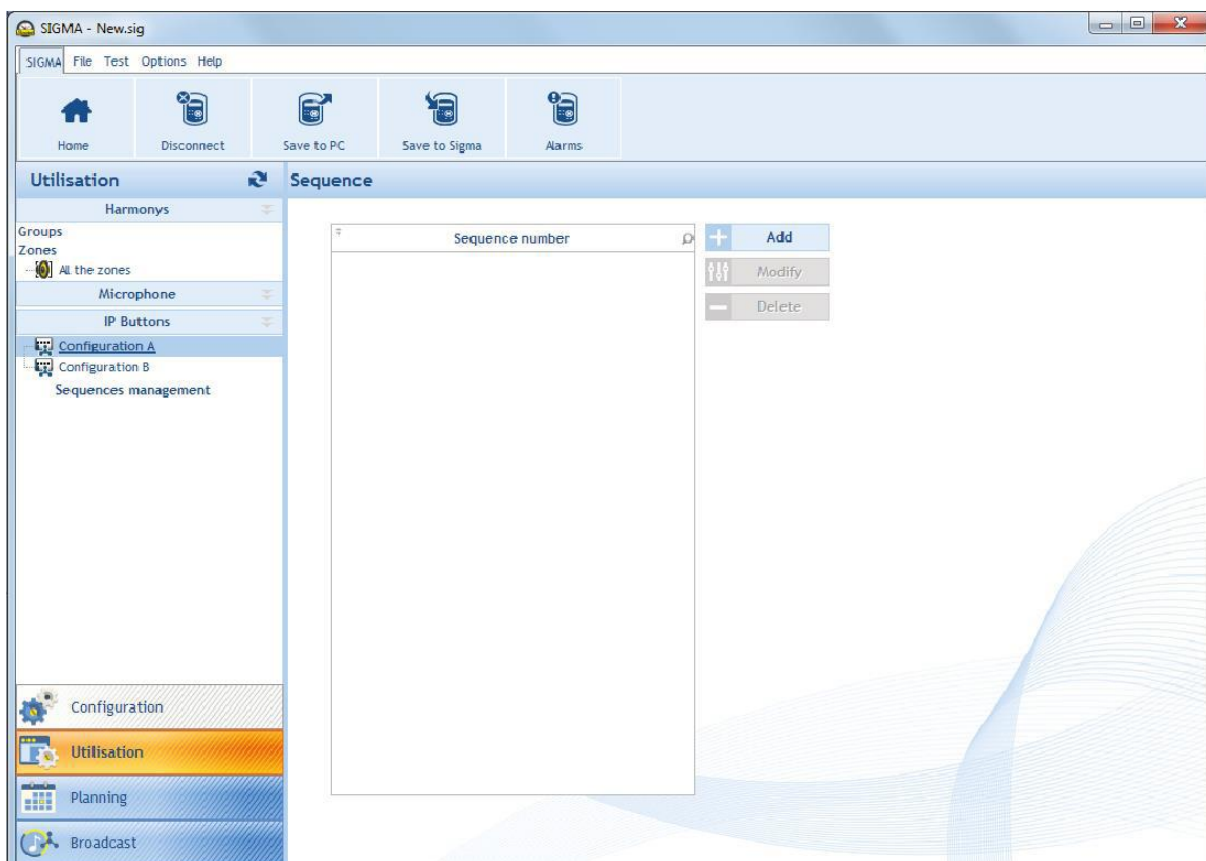 SIGMA - New.sig
SIGMA File Test Options Help
Home Disconnect Save to PC Save to Sigma Alarms
Utilisation
Sequence
Harmonys
Groups
Zones
All the zones
Microphone
IP Buttons
Configuration A
Configuration B
Sequences management
Sequence number
Add
Modify
Delete
Configuration
Utilisation
Planning
Broadcast